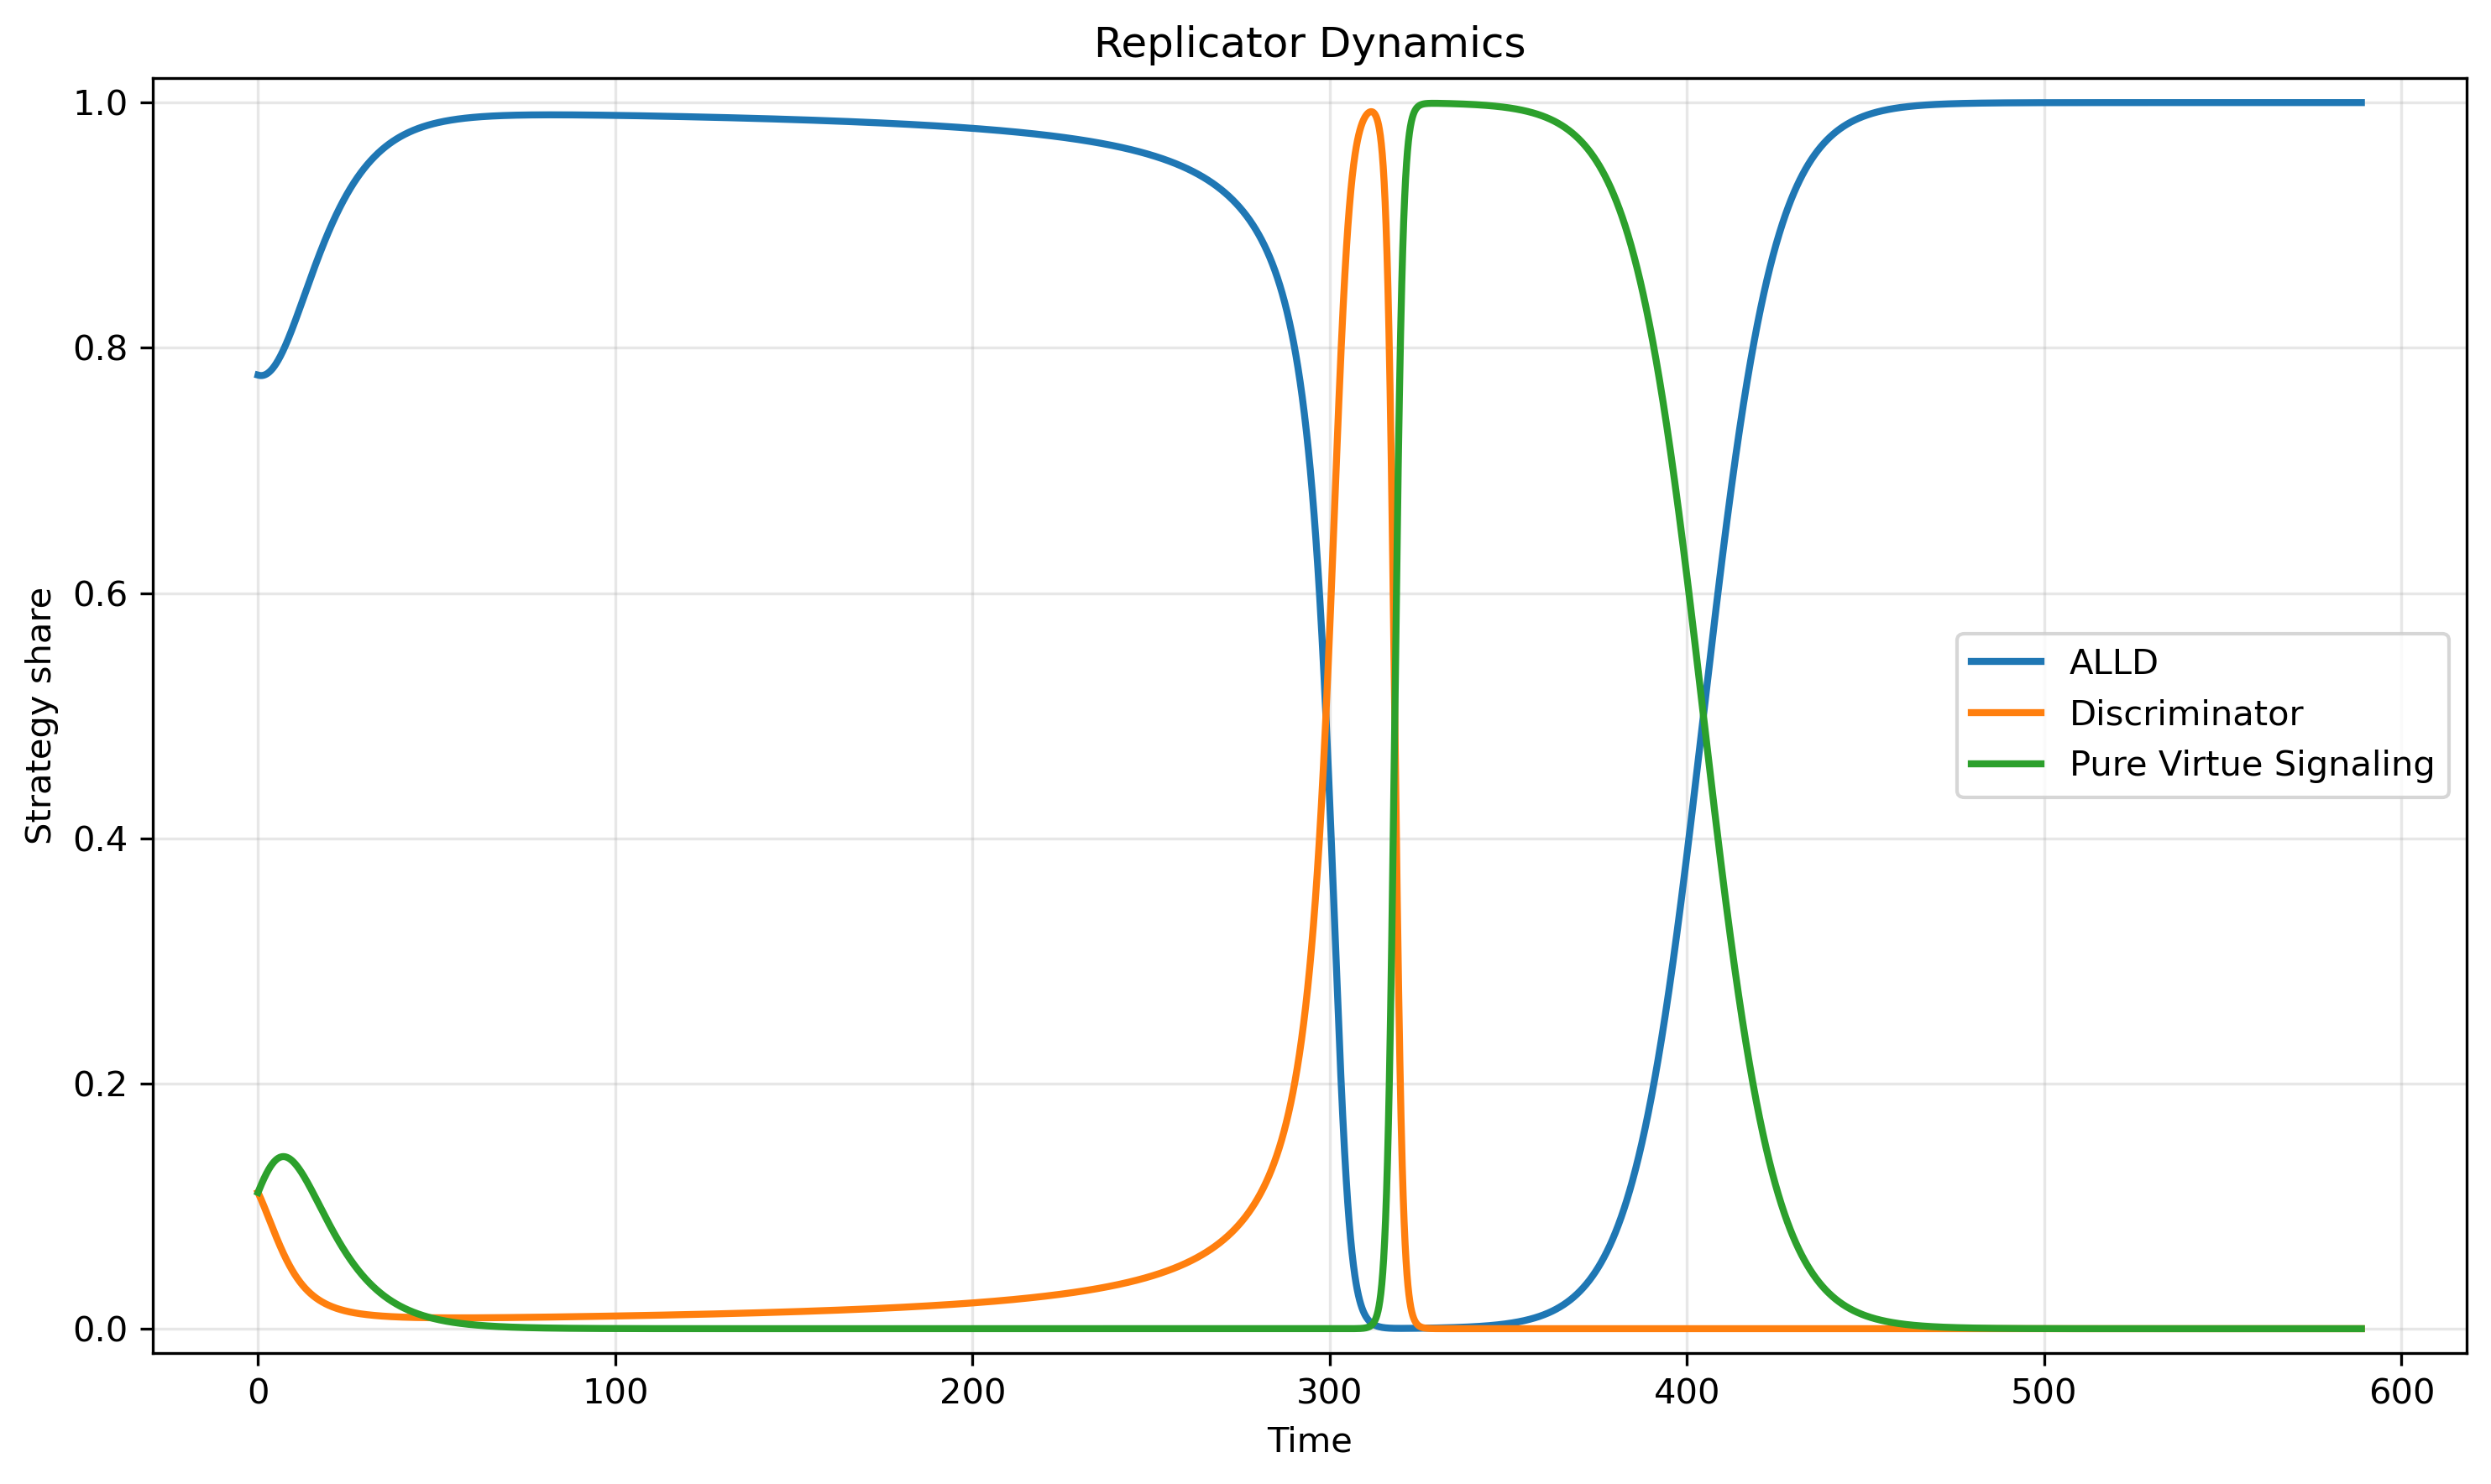 Replicator Dynamics
1.0
0.8
0.6
0.4
0.2
0.0
Strategy share
ALLD
Discriminator
Pure Virtue Signaling
0 100 200 300 400 500 600
Time